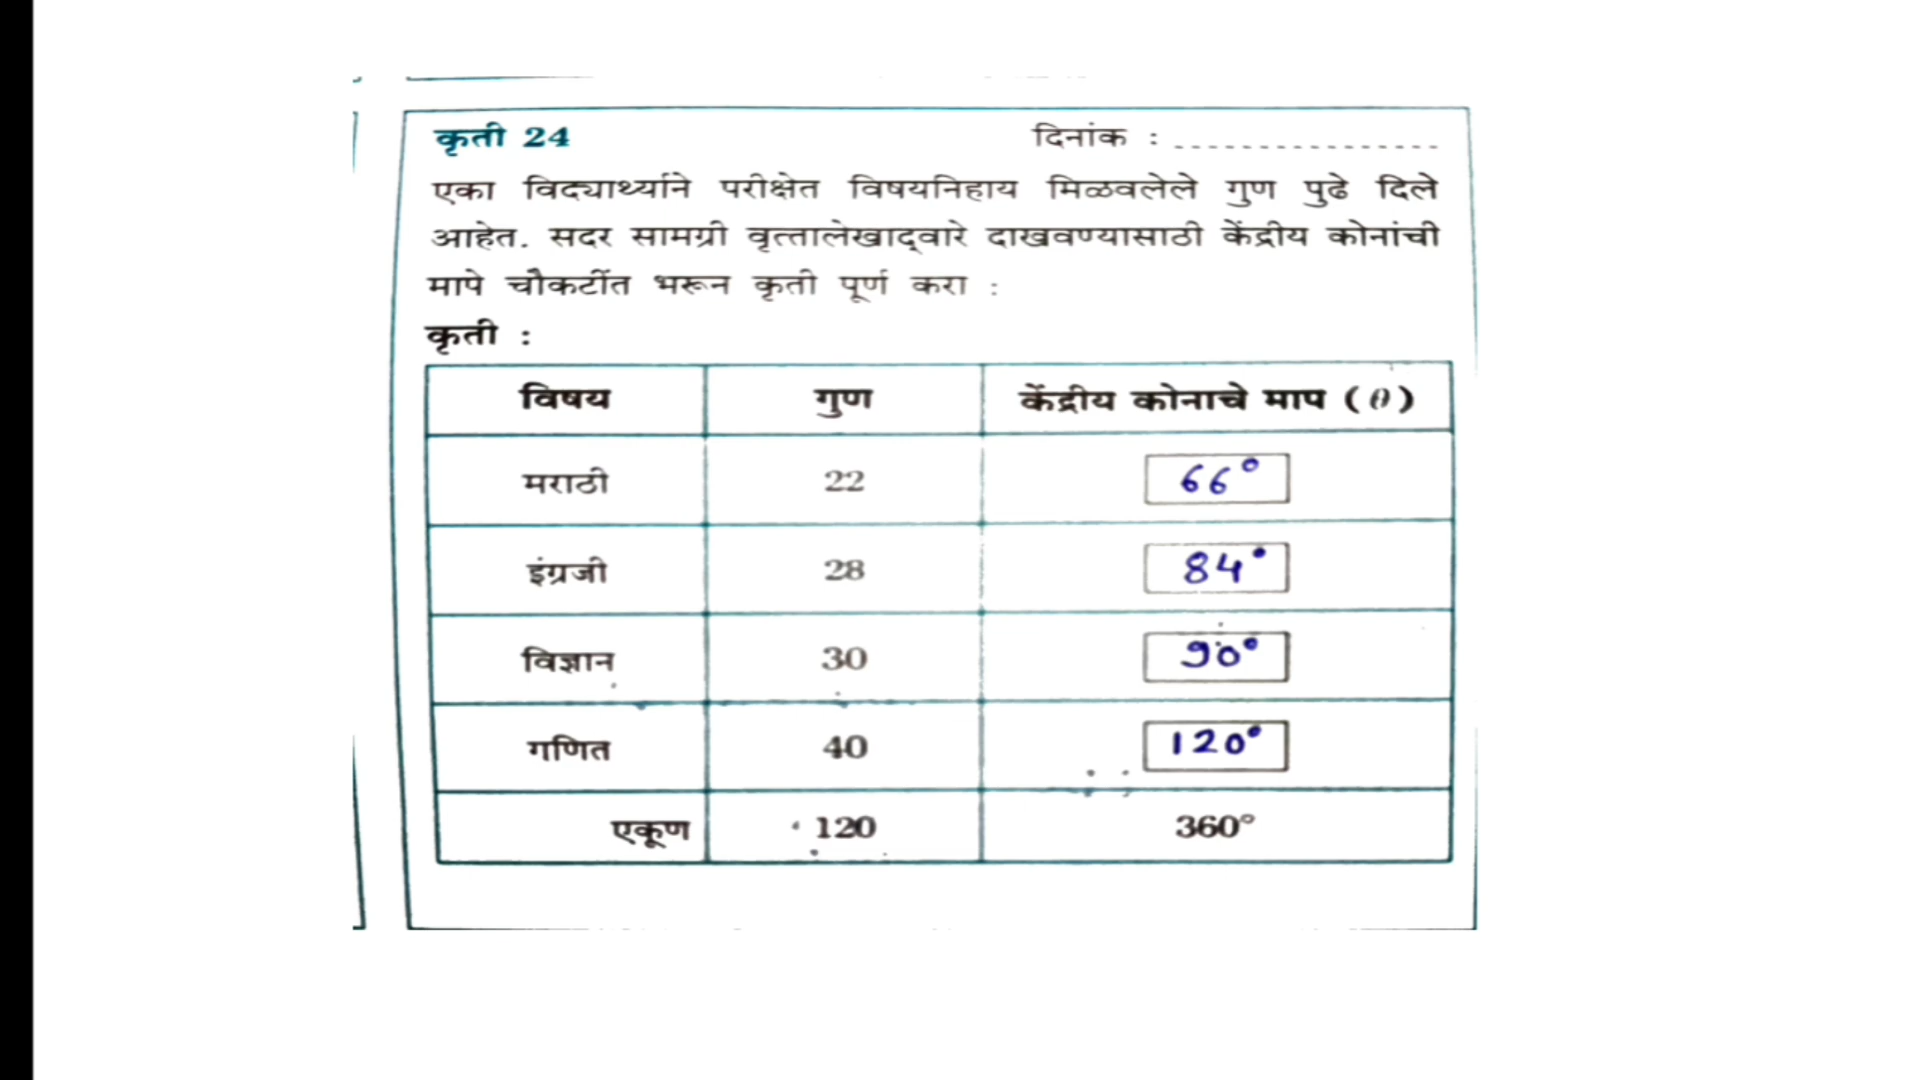 कृती 24 दिनांक : ................
एका विद्यार्थ्याने परीक्षेत विषयनिहाय मिळवलेले गुण पुढे दिले
आहेत. सदर सामग्री वृत्तालेखाद्वारे दाखवण्यासाठी केंद्रीय कोनांची
मापे चौकटींत भरून कृती पूर्ण करा :
कृती :
विषय गुण केंद्रीय कोनाचे माप (θ)
मराठी 22 66°
इंग्रजी 28 84°
विज्ञान 30 90°
गणित 40 120°
एकूण 120 360°